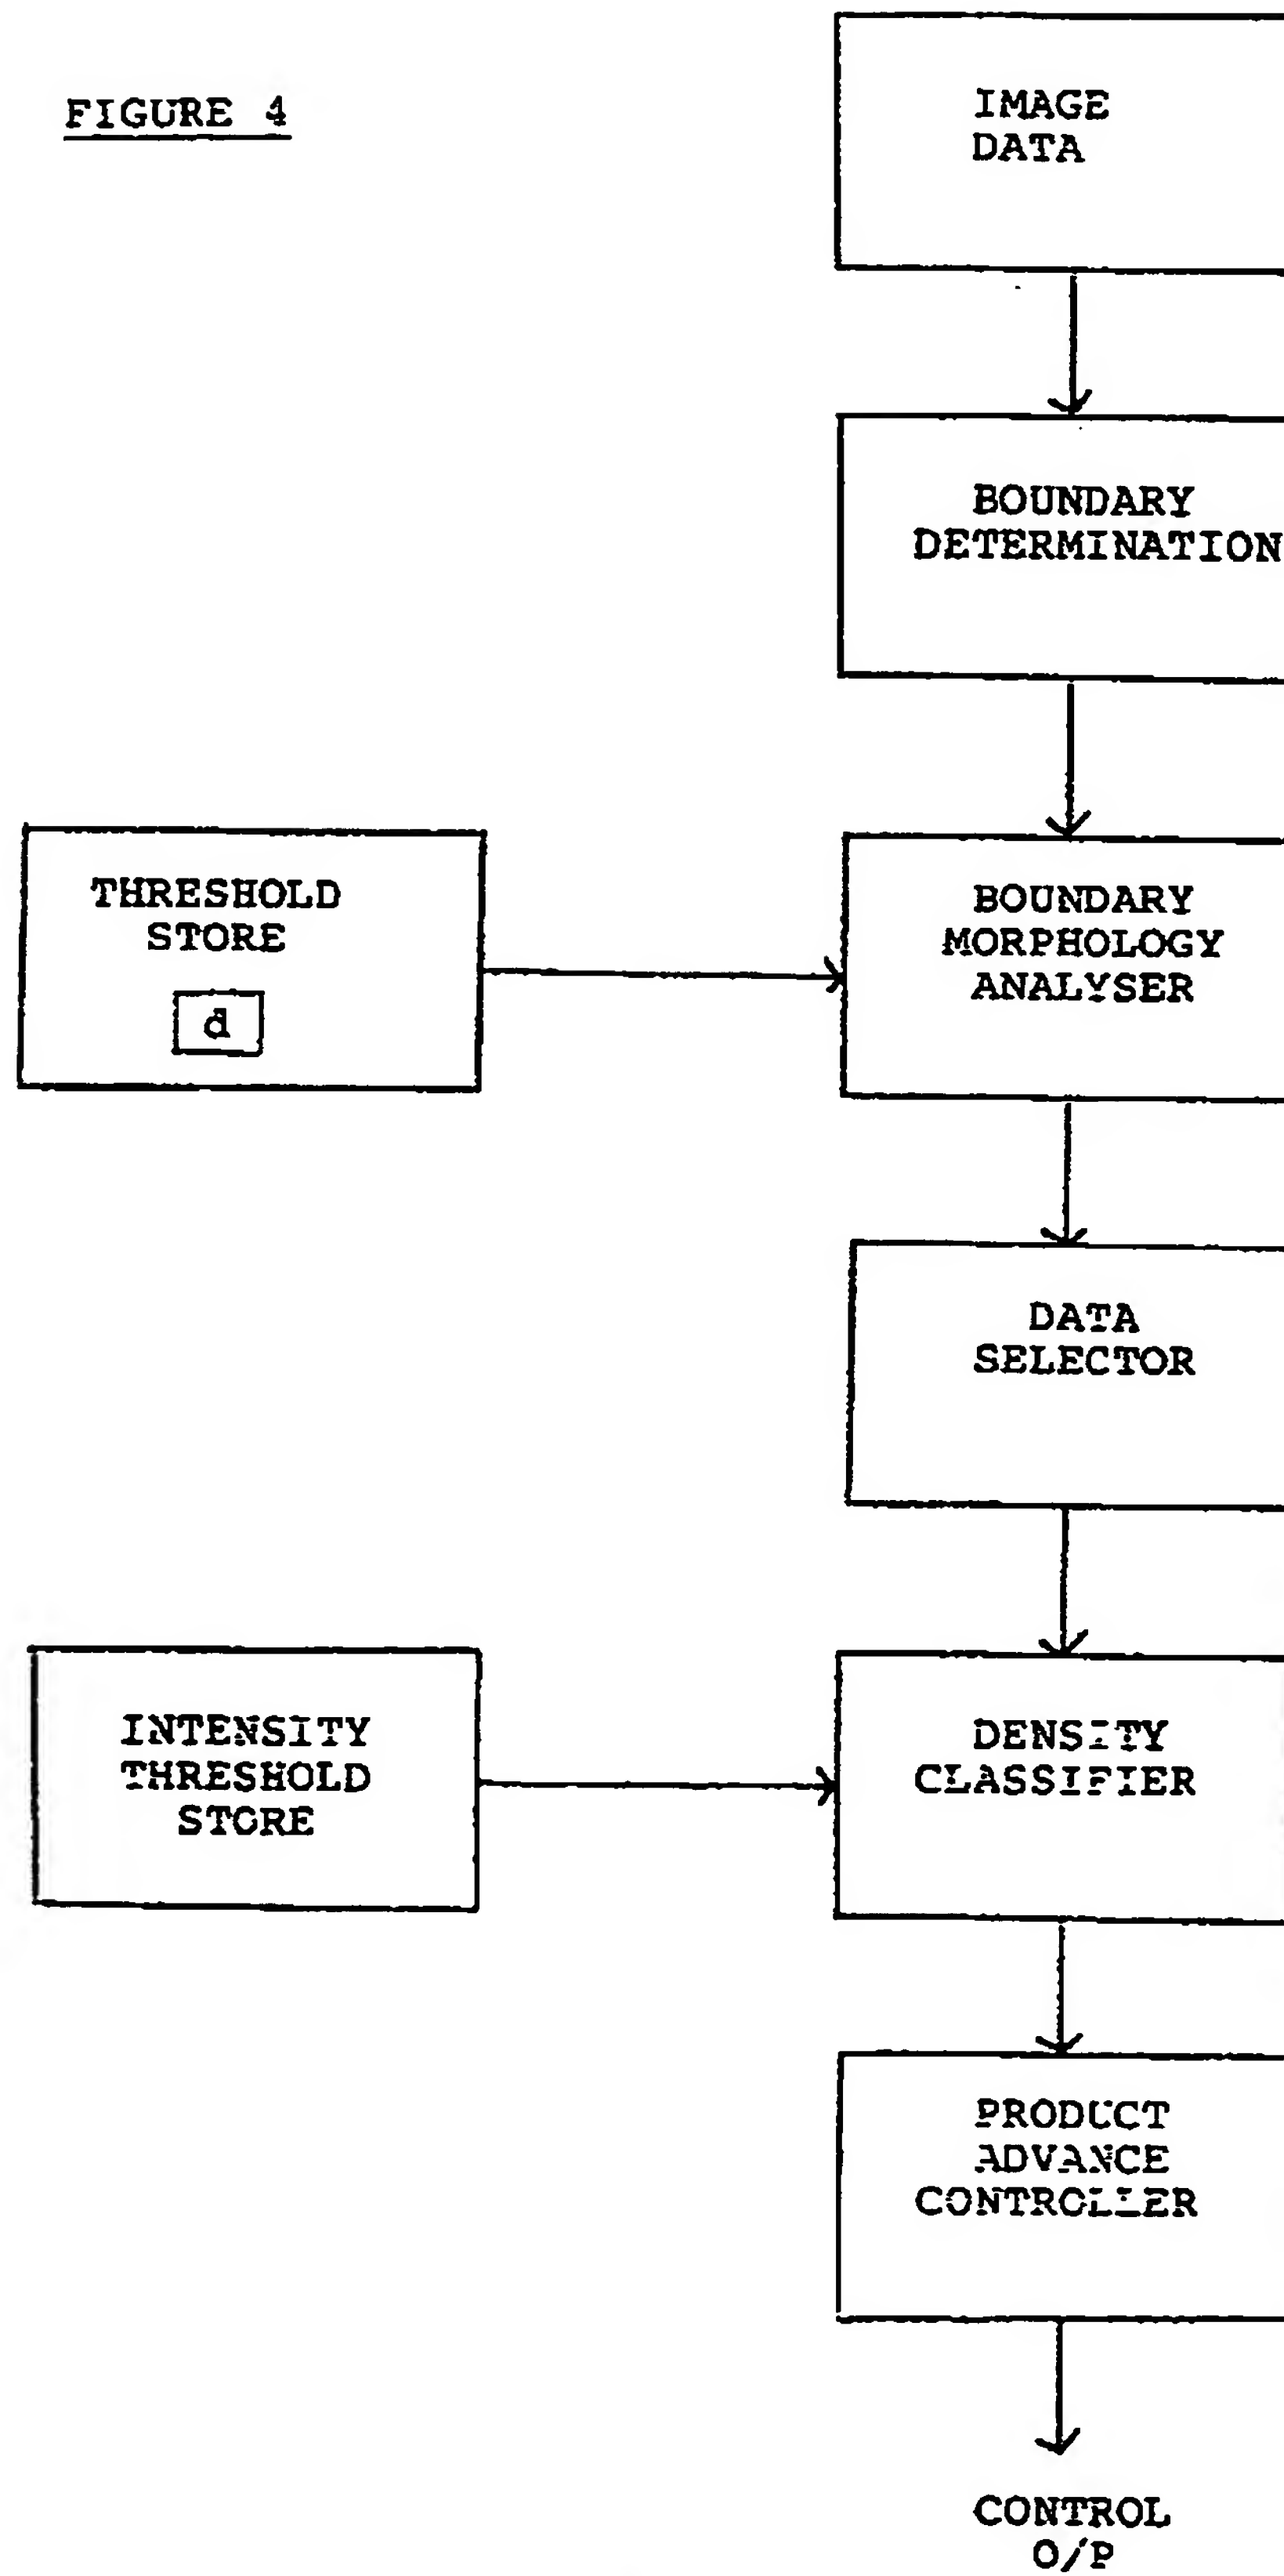 FIGURE 4
IMAGE
DATA
BOUNDARY
DETERMINATION
THRESHOLD
STORE
d
BOUNDARY
MORPHOLOGY
ANALYSER
DATA
SELECTOR
INTENSITY
THRESHOLD
STORE
DENSITY
CLASSIFIER
PRODUCT
ADVANCE
CONTROLLER
CONTROL
O/P